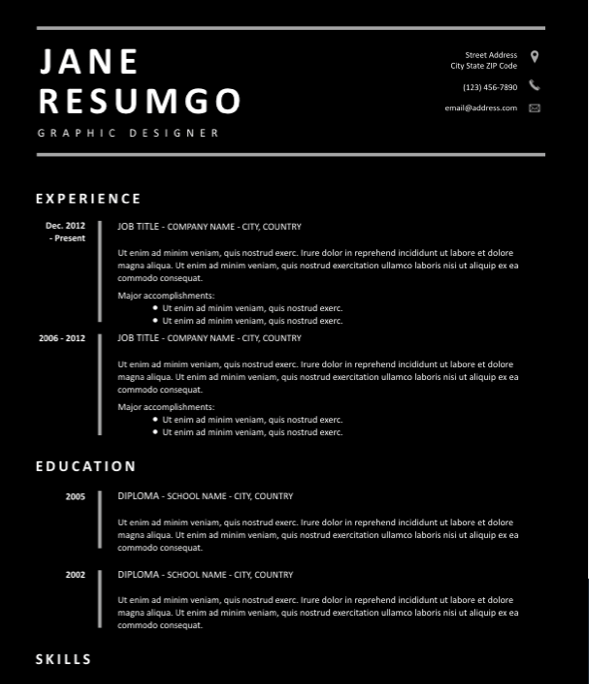 JANE
RESUMGO
GRAPHIC DESIGNER
Street Address
City State ZIP Code
(123) 456-7890
email@address.com
EXPERIENCE
Dec. 2012
- Present
JOB TITLE - COMPANY NAME - CITY, COUNTRY
Ut enim ad minim veniam, quis nostrud exerc. Irure dolor in reprehend incididunt ut labore et dolore
magna aliqua. Ut enim ad minim veniam, quis nostrud exercitation ullamco laboris nisi ut aliquip ex ea
commodo consequat.
Major accomplishments:
● Ut enim ad minim veniam, quis nostrud exerc.
● Ut enim ad minim veniam, quis nostrud exerc.
2006 - 2012
JOB TITLE - COMPANY NAME - CITY, COUNTRY
Ut enim ad minim veniam, quis nostrud exerc. Irure dolor in reprehend incididunt ut labore et dolore
magna aliqua. Ut enim ad minim veniam, quis nostrud exercitation ullamco laboris nisi ut aliquip ex ea
commodo consequat.
Major accomplishments:
● Ut enim ad minim veniam, quis nostrud exerc.
● Ut enim ad minim veniam, quis nostrud exerc.
EDUCATION
2005
DIPLOMA - SCHOOL NAME - CITY, COUNTRY
Ut enim ad minim veniam, quis nostrud exerc. Irure dolor in reprehend incididunt ut labore et dolore
magna aliqua. Ut enim ad minim veniam, quis nostrud exercitation ullamco laboris nisi ut aliquip ex ea
commodo consequat.
2002
DIPLOMA - SCHOOL NAME - CITY, COUNTRY
Ut enim ad minim veniam, quis nostrud exerc. Irure dolor in reprehend incididunt ut labore et dolore
magna aliqua. Ut enim ad minim veniam, quis nostrud exercitation ullamco laboris nisi ut aliquip ex ea
commodo consequat.
SKILLS